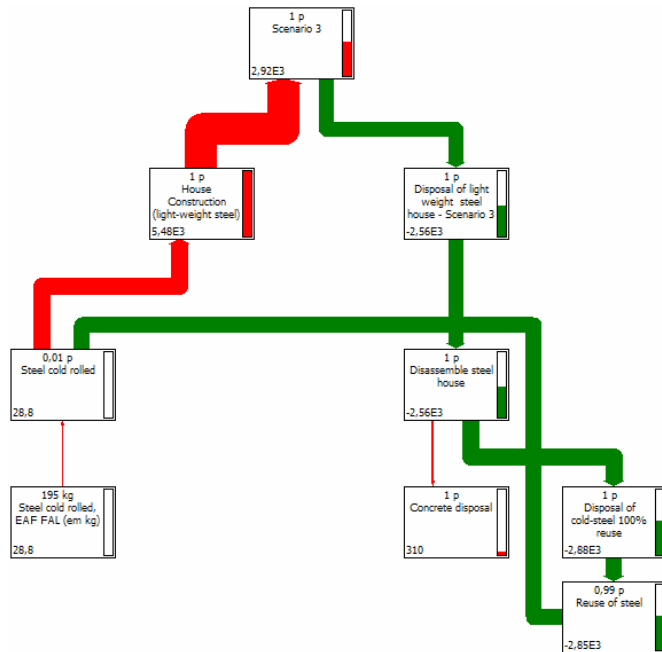 1 p
Scenario 3
2,92E3
1 p
House
Construction
(light-weight steel)
5,48E3
1 p
Disposal of light
weight steel
house - Scenario 3
-2,56E3
0,01 p
Steel cold rolled
28,8
1 p
Disassemble steel
house
-2,56E3
195 kg
Steel cold rolled,
EAF FAL (em kg)
28,8
1 p
Concrete disposal
310
1 p
Disposal of
cold-steel 100%
reuse
-2,88E3
0,99 p
Reuse of steel
-2,85E3